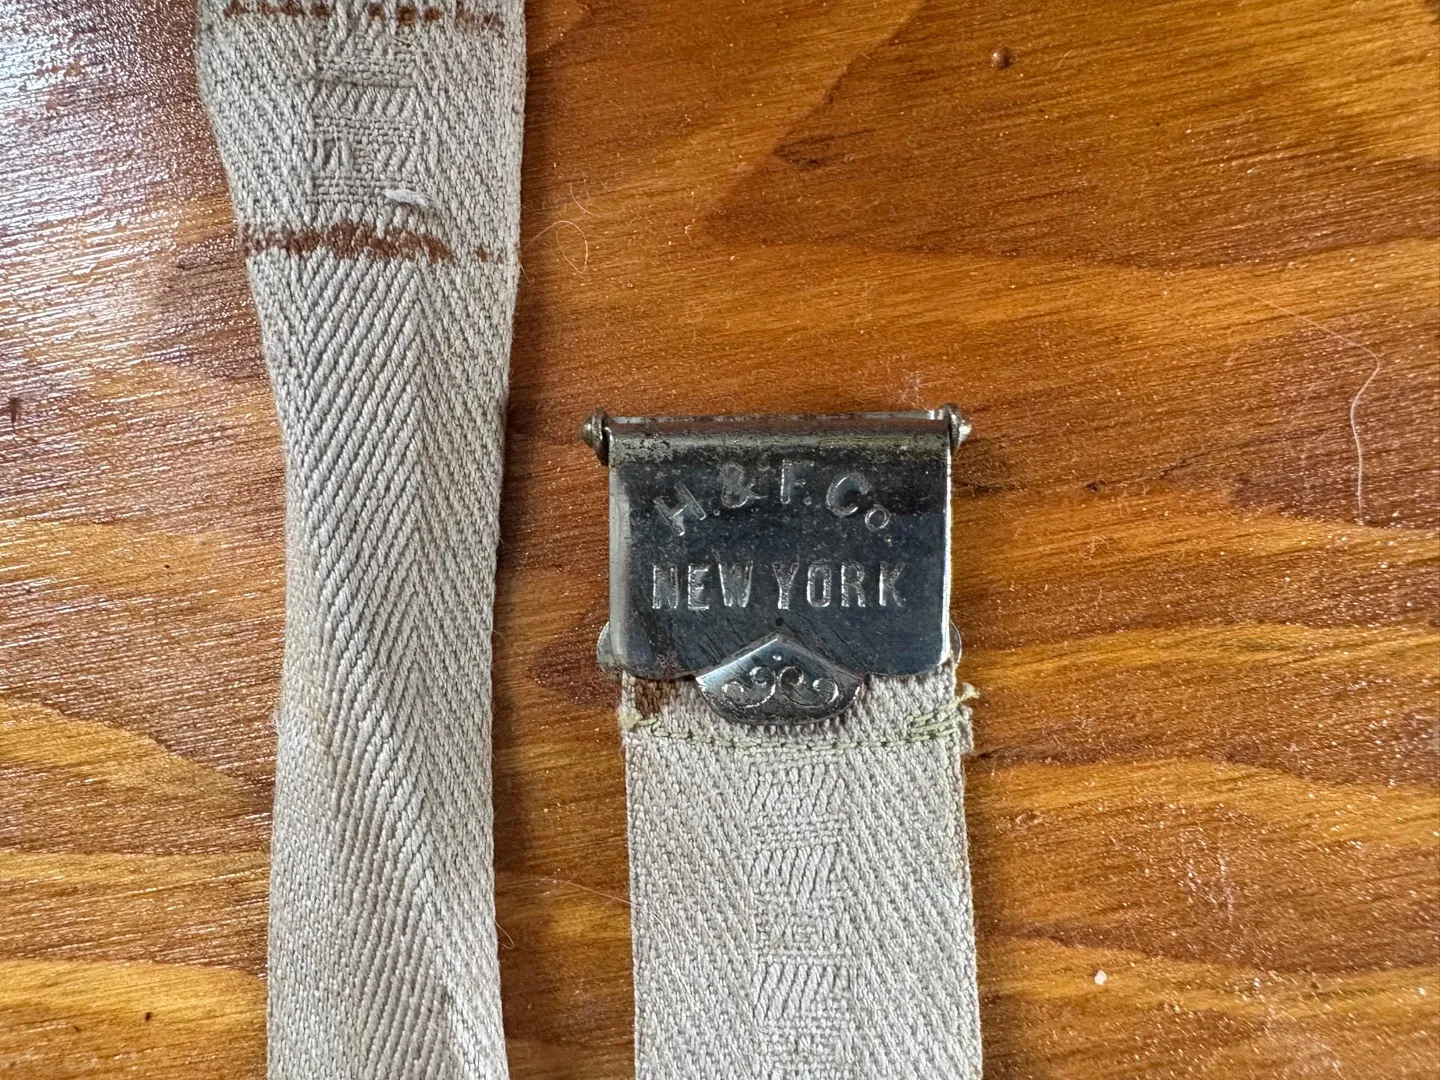 H. & F. Co
NEW YORK